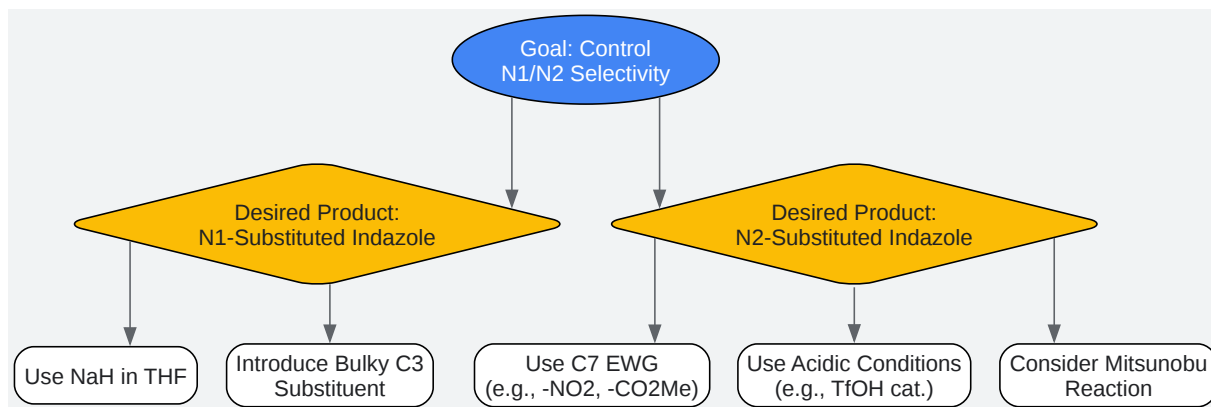 Goal: Control
N1/N2 Selectivity
Desired Product:
N1-Substituted Indazole
Desired Product:
N2-Substituted Indazole
Use NaH in THF
Introduce Bulky C3
Substituent
Use C7 EWG
(e.g., -NO2, -CO2Me)
Use Acidic Conditions
(e.g., TfOH cat.)
Consider Mitsunobu
Reaction